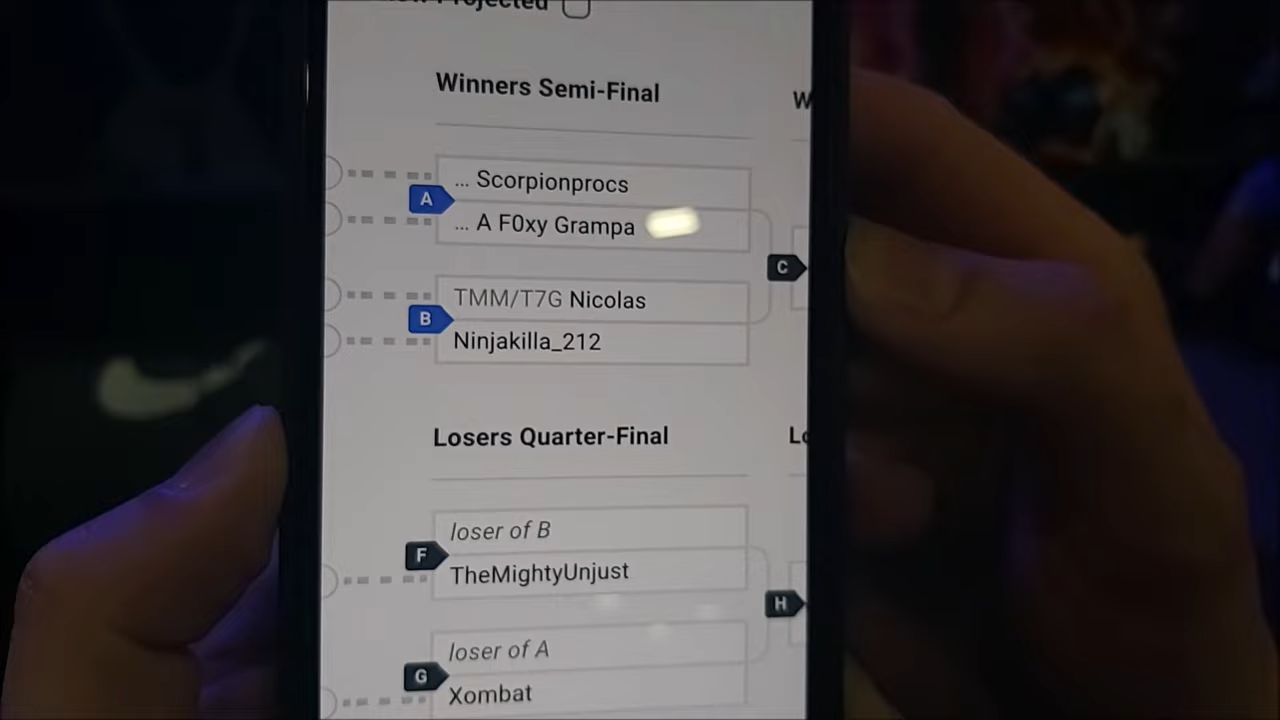 Projected
Winners Semi-Final
W
A
... Scorpionprocs
... A F0xy Grampa
C
B
TMM/T7G Nicolas
Ninjakilla_212
Losers Quarter-Final
Lo
F
loser of B
TheMightyUnjust
H
G
loser of A
Xombat